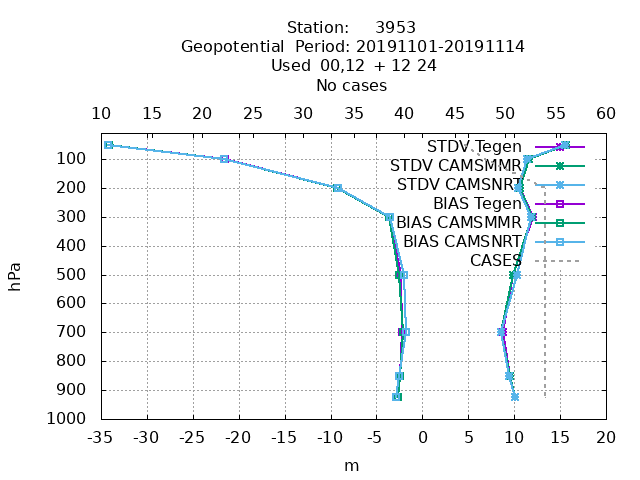 Station: 3953
Geopotential Period: 20191101-20191114
Used 00,12 + 12 24
No cases
10 15 20 25 30 35 40 45 50 55 60
STDV Tegen
STDV CAMSMMR
STDV CAMSNRT
BIAS Tegen
BIAS CAMSMMR
BIAS CAMSNRT
CASES
100
200
300
400
500
600
700
800
900
1000
hPa
-35 -30 -25 -20 -15 -10 -5 0 5 10 15 20
m